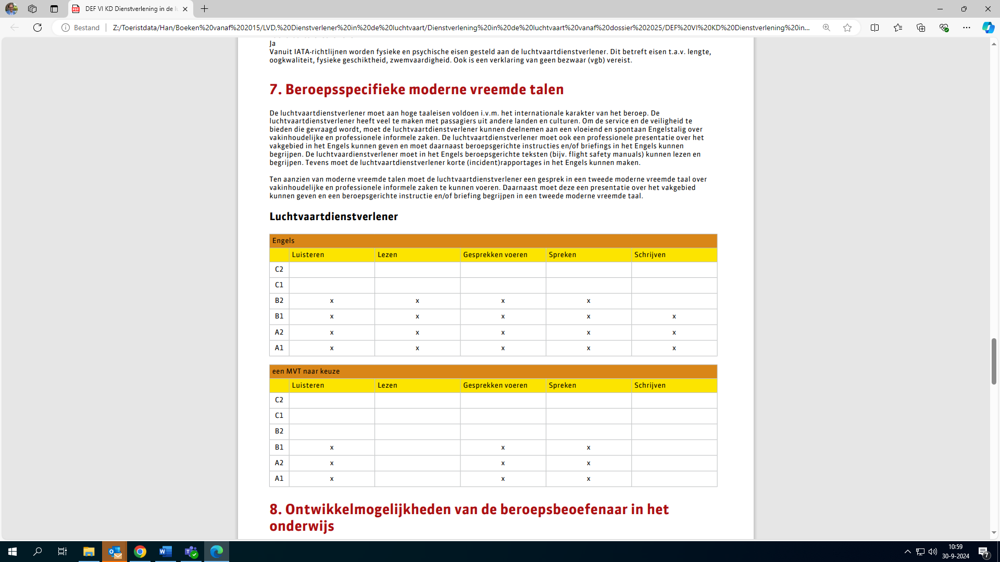 DEF VI KD Dienstverlening in de l
Bestand
Z:/Toeristdata/Han/Boeken%20vanaf%202015/LVD,%20Dienstverlener%20in%20de%20luchtvaart/Dienstverlening%20in%20de%20luchtvaart%20vanaf%20dossier%202025/DEF%20VI%20KD%20Dienstverlening%20in...
Ja
Vanuit IATA-richtlijnen worden fysieke en psychische eisen gesteld aan de luchtvaartdienstverlener. Dit betreft eisen t.a.v. lengte,
oogkwaliteit, fysieke geschiktheid, zwemvaardigheid. Ook is een verklaring van geen bezwaar (vgb) vereist.
7. Beroepsspecifieke moderne vreemde talen
De luchtvaartdienstverlener moet aan hoge taaleisen voldoen i.v.m. het internationale karakter van het beroep. De
luchtvaartdienstverlener heeft veel te maken met passagiers uit andere landen en culturen. Om de service en de veiligheid te
bieden die gevraagd wordt, moet de luchtvaartdienstverlener kunnen deelnemen aan een vloeiend en spontaan Engelstalig over
vakinhoudelijke en professionele informele zaken. De luchtvaartdienstverlener moet ook een professionele presentatie over het
vakgebied in het Engels kunnen geven en moet daarnaast beroepsgerichte instructies en/of briefings in het Engels kunnen
begrijpen. De luchtvaardienstverlener moet in het Engels beroepsgerichte teksten (bijv. flight safety manuals) kunnen lezen en
begrijpen. Tevens moet de luchtvaartdienstverlener korte (incident)rapportages in het Engels kunnen maken.
Ten aanzien van moderne vreemde talen moet de luchtvaartdienstverlener een gesprek in een tweede moderne vreemde taal over
vakinhoudelijke en professionele informele zaken te kunnen voeren. Daarnaast moet deze een presentatie over het vakgebied
kunnen geven en een beroepsgerichte instructie en/of briefing begrijpen in een tweede moderne vreemde taal.
Luchtvaartdienstverlener
Engels
Luisteren Lezen Gesprekken voeren Spreken Schrijven
C2
C1
B2 x x x x
B1 x x x x x
A2 x x x x x
A1 x x x x x
een MVT naar keuze
Luisteren Lezen Gesprekken voeren Spreken Schrijven
C2
C1
B2
B1 x x x
A2 x x x
A1 x x x
8. Ontwikkelmogelijkheden van de beroepsbeoefenaar in het
onderwijs
10:59
30-9-2024
7